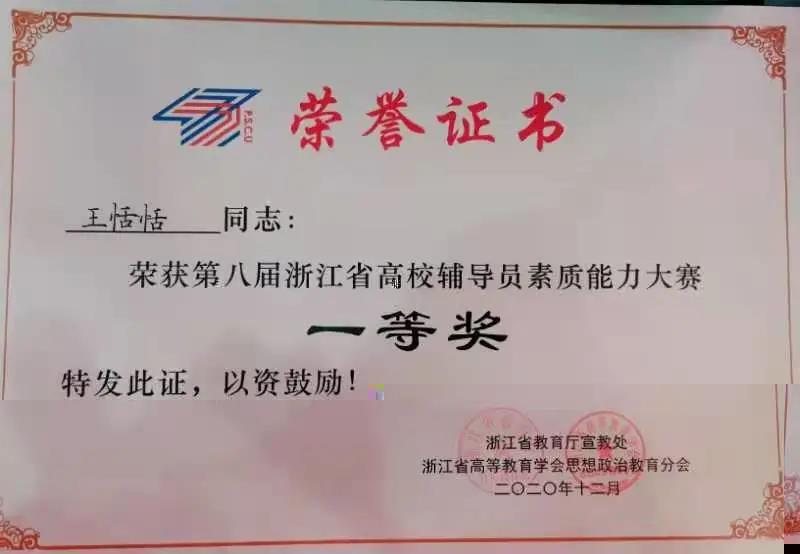 P.S.C.U
荣誉证书
王恬恬 同志：
荣获第八届浙江省高校辅导员素质能力大赛
一等奖
特发此证，以资鼓励！
浙江省教育厅宣教处
浙江省高等教育学会思想政治教育分会
二〇二〇年十二月